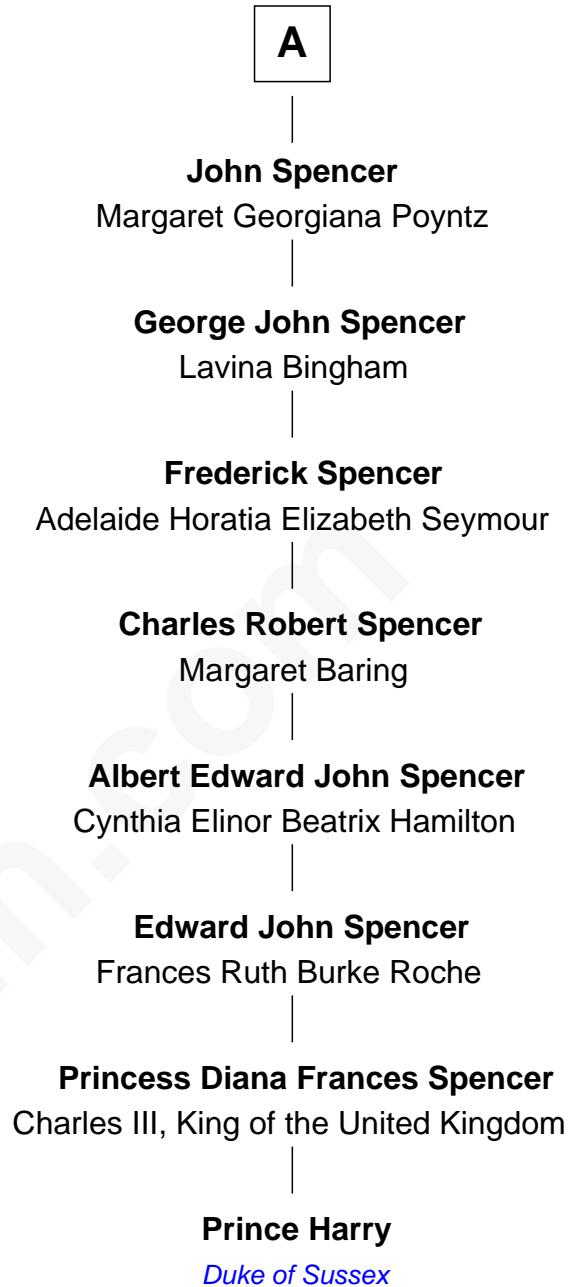 A
John Spencer
Margaret Georgiana Poyntz
George John Spencer
Lavina Bingham
Frederick Spencer
Adelaide Horatia Elizabeth Seymour
Charles Robert Spencer
Margaret Baring
Albert Edward John Spencer
Cynthia Elinor Beatrix Hamilton
Edward John Spencer
Frances Ruth Burke Roche
Princess Diana Frances Spencer
Charles III, King of the United Kingdom
Prince Harry
Duke of Sussex